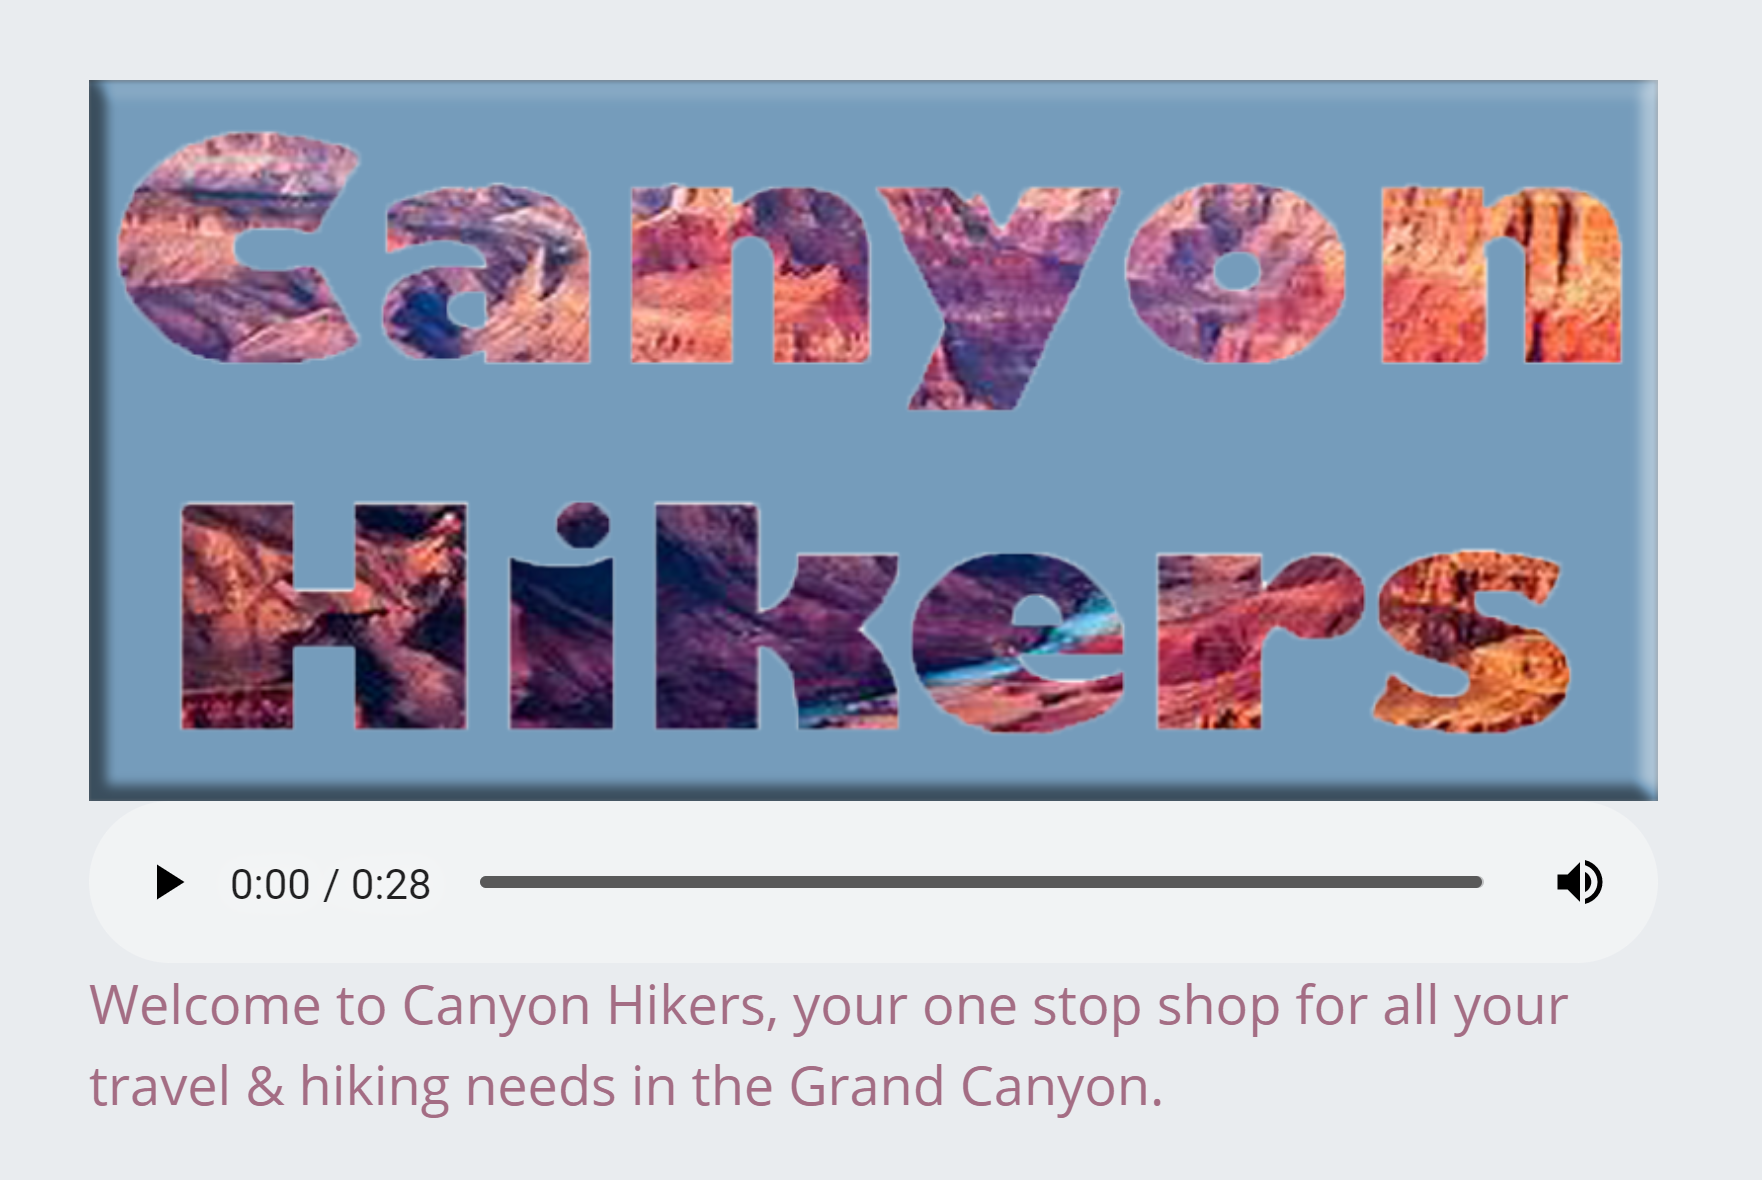 Canyon
Hikers
0:00 / 0:28
Welcome to Canyon Hikers, your one stop shop for all your
travel & hiking needs in the Grand Canyon.